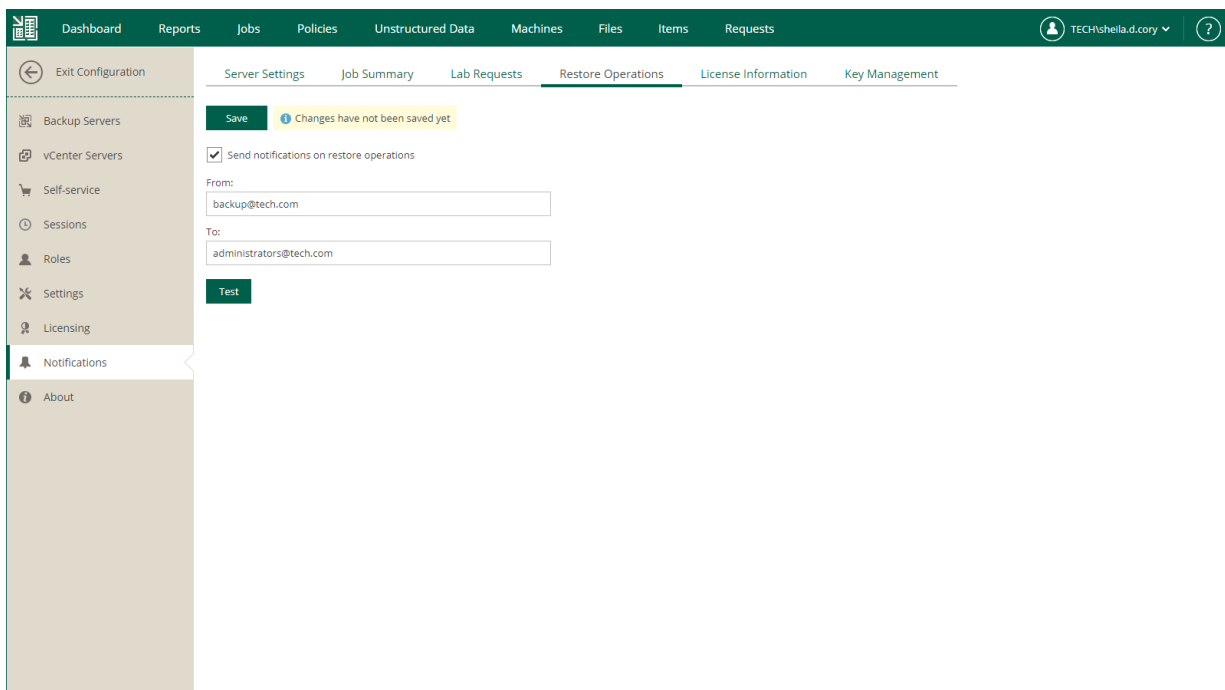 Dashboard Reports Jobs Policies Unstructured Data Machines Files Items Requests TECH\sheila.d.cory ?
Exit Configuration
Server Settings Job Summary Lab Requests Restore Operations License Information Key Management
Backup Servers
vCenter Servers
Self-service
Sessions
Roles
Settings
Licensing
Notifications
About
Save Changes have not been saved yet
Send notifications on restore operations
From:
backup@tech.com
To:
administrators@tech.com
Test